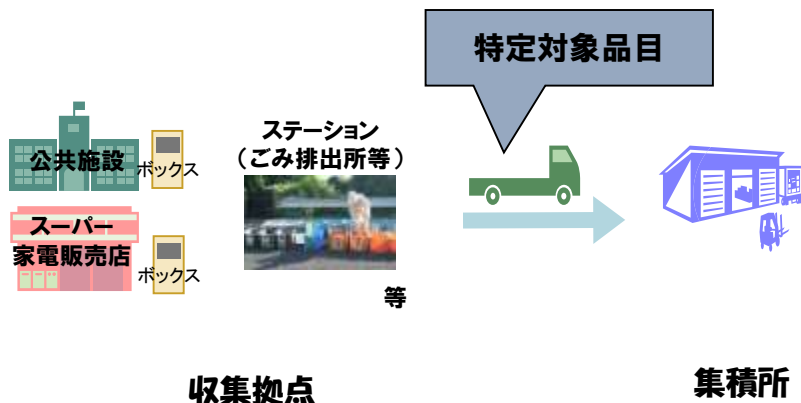 特定対象品目
公共施設
ボックス
ステーション
(ごみ排出所等)
スーパー
家電販売店
ボックス
等
収集拠点
集積所